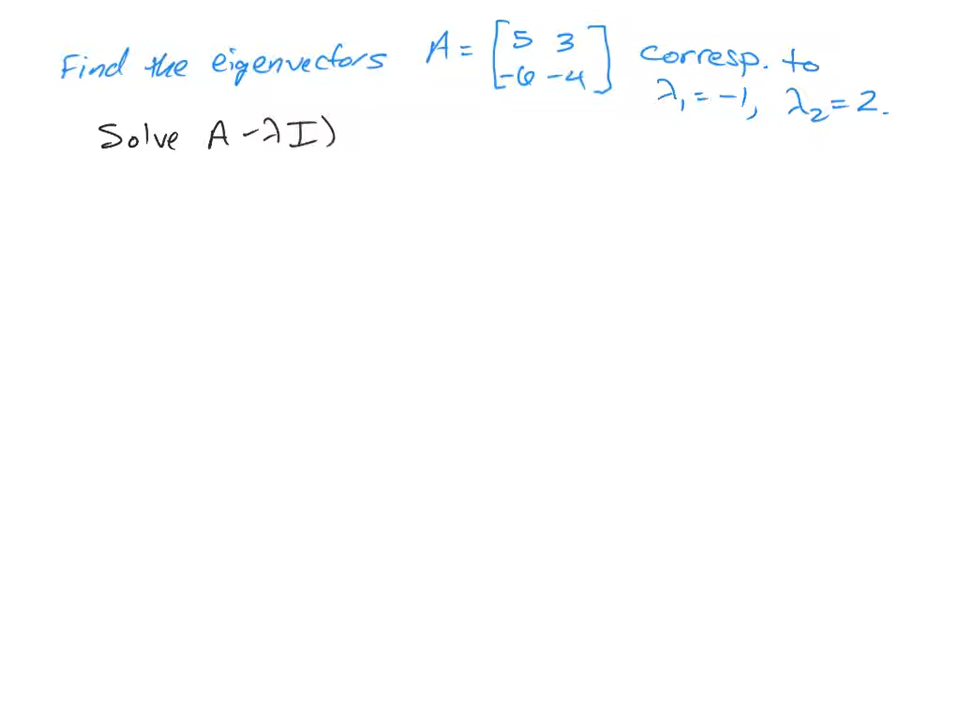 Find the eigenvectors A = [5 3
-6 -4] corresp. to
λ₁ = -1, λ₂ = 2.
Solve A - λI)